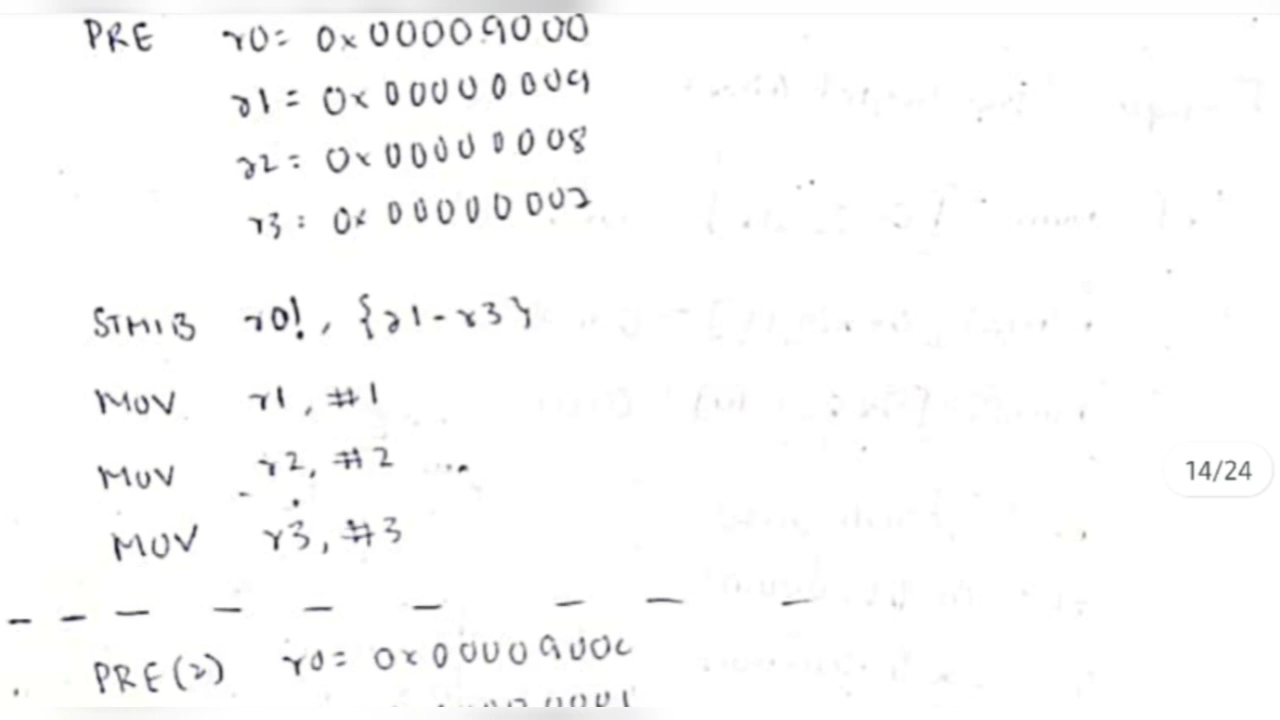 PRE r0= 0x00009000
r1 = 0x00000009
r2 = 0x00000008
r3 = 0x00000007
STMIB r0!, {r1-r3}
MOV r1, #1
MOV r2, #2
MOV r3, #3
PRE(2) r0= 0x0000900c
14/24